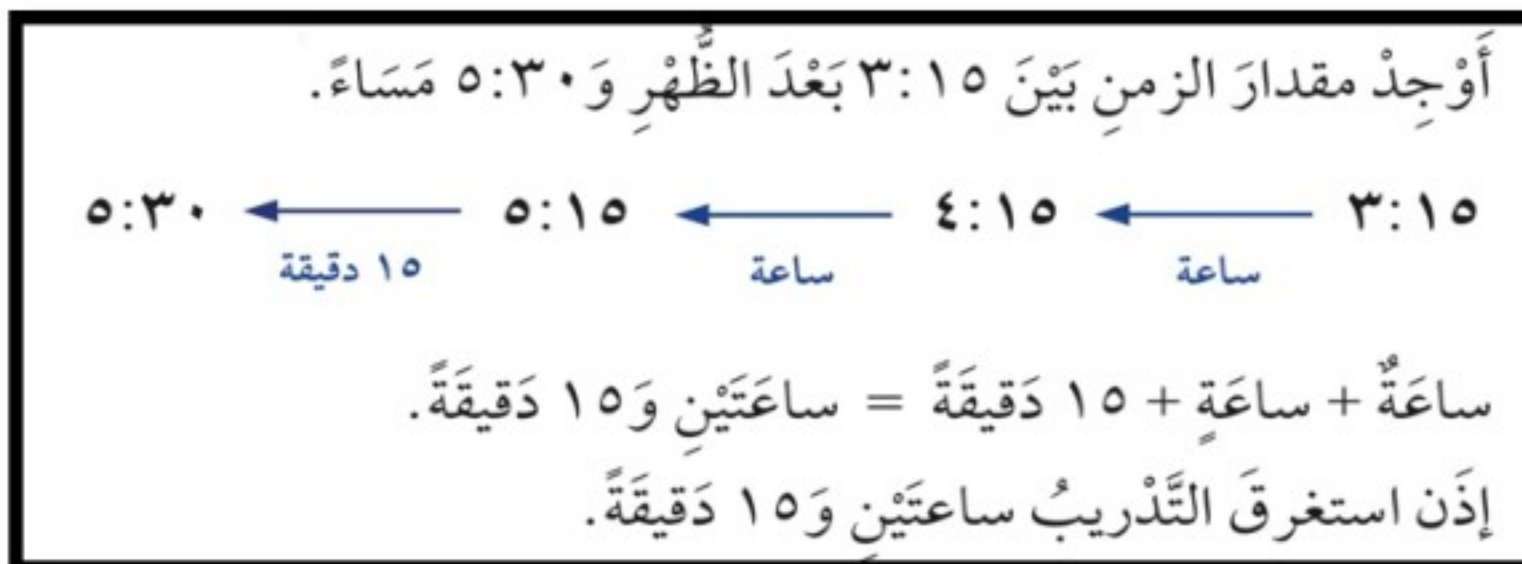 أَوْجِدْ مقدارَ الزمنِ بَيْنَ ٣:١٥ بَعْدَ الظُّهْرِ وَ٥:٣٠ مَسَاءً.
٣:١٥ ← ٤:١٥ ← ٥:١٥ ← ٥:٣٠
ساعة ساعة ١٥ دقيقة
ساعَةٌ + ساعَةٍ + ١٥ دَقيقَةً = ساعَتَيْنِ وَ١٥ دَقيقَةً.
إِذَن استغرقَ التَّدْريبُ ساعتَيْنِ وَ١٥ دَقيقَةً.